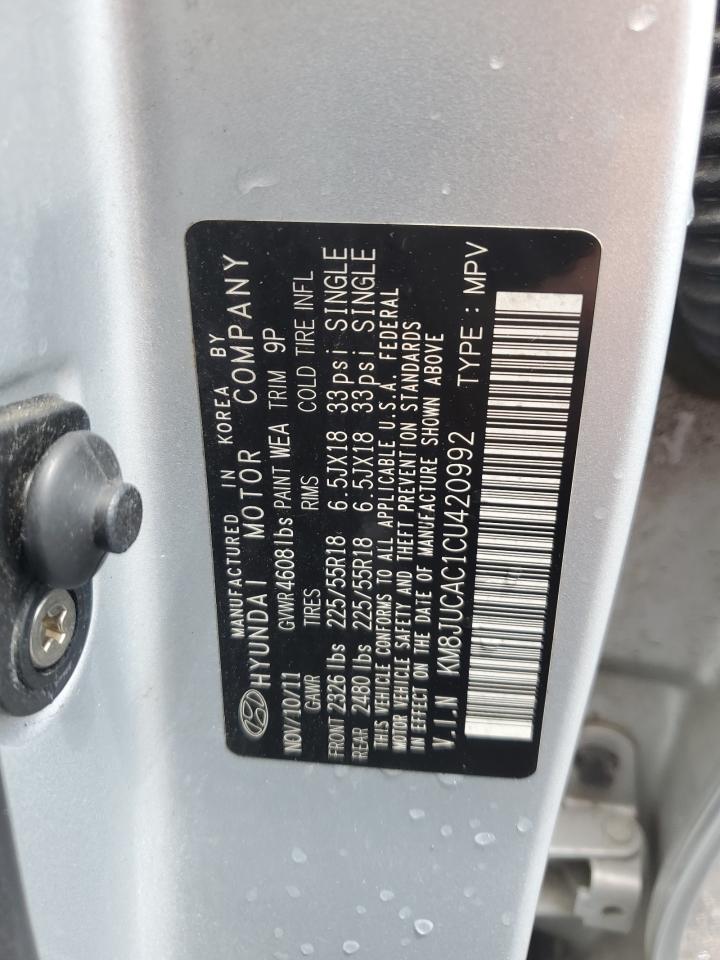 MANUFACTURED IN KOREA BY
HYUNDAI MOTOR COMPANY
NOV/10/11 GVWR 4608 lbs PAINT WEA TRIM 9P
GAWR TIRES RIMS COLD TIRE INFL
FRONT 2326 lbs 225/55R18 6.5JX18 33psi SINGLE
REAR 2480 lbs 225/55R18 6.5JX18 33psi SINGLE
THIS VEHICLE CONFORMS TO ALL APPLICABLE U.S.A. FEDERAL
MOTOR VEHICLE SAFETY AND THEFT PREVENTION STANDARDS
IN EFFECT ON THE DATE OF MANUFACTURE SHOWN ABOVE
V.I.N KM8JUCAC1CU420992 TYPE : MPV